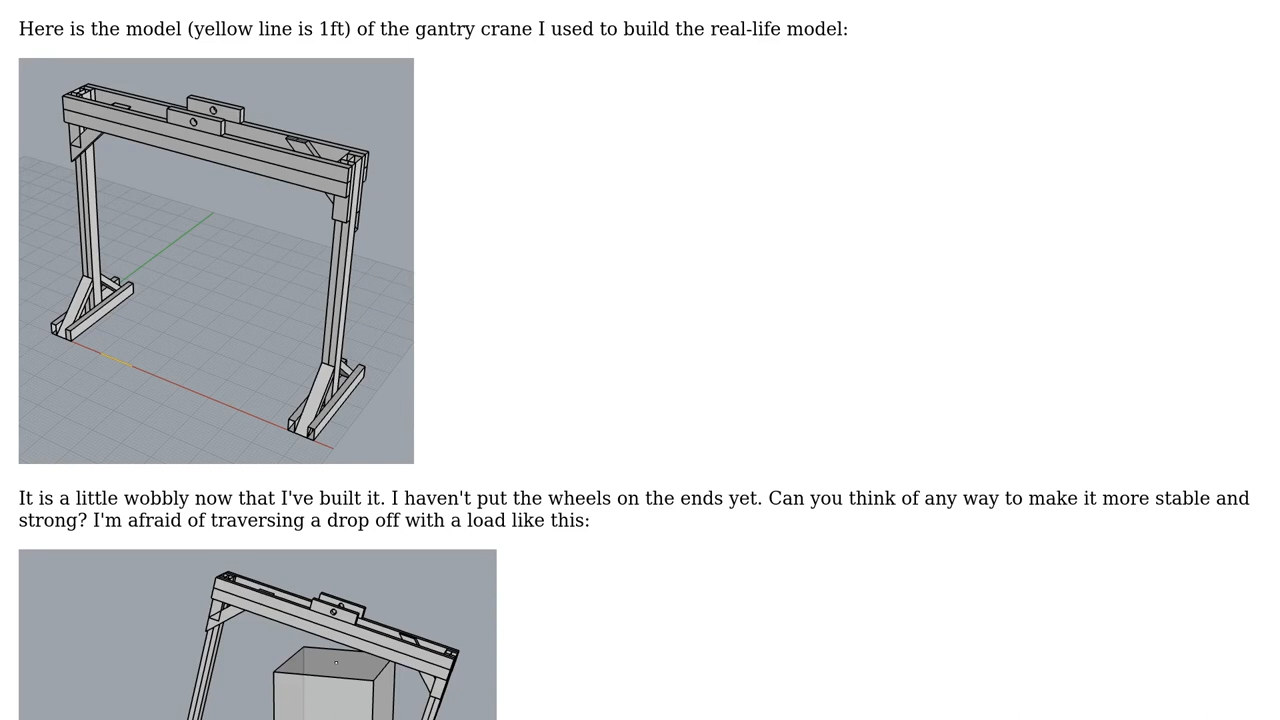 Here is the model (yellow line is 1ft) of the gantry crane I used to build the real-life model:
It is a little wobbly now that I've built it. I haven't put the wheels on the ends yet. Can you think of any way to make it more stable and
strong? I'm afraid of traversing a drop off with a load like this: